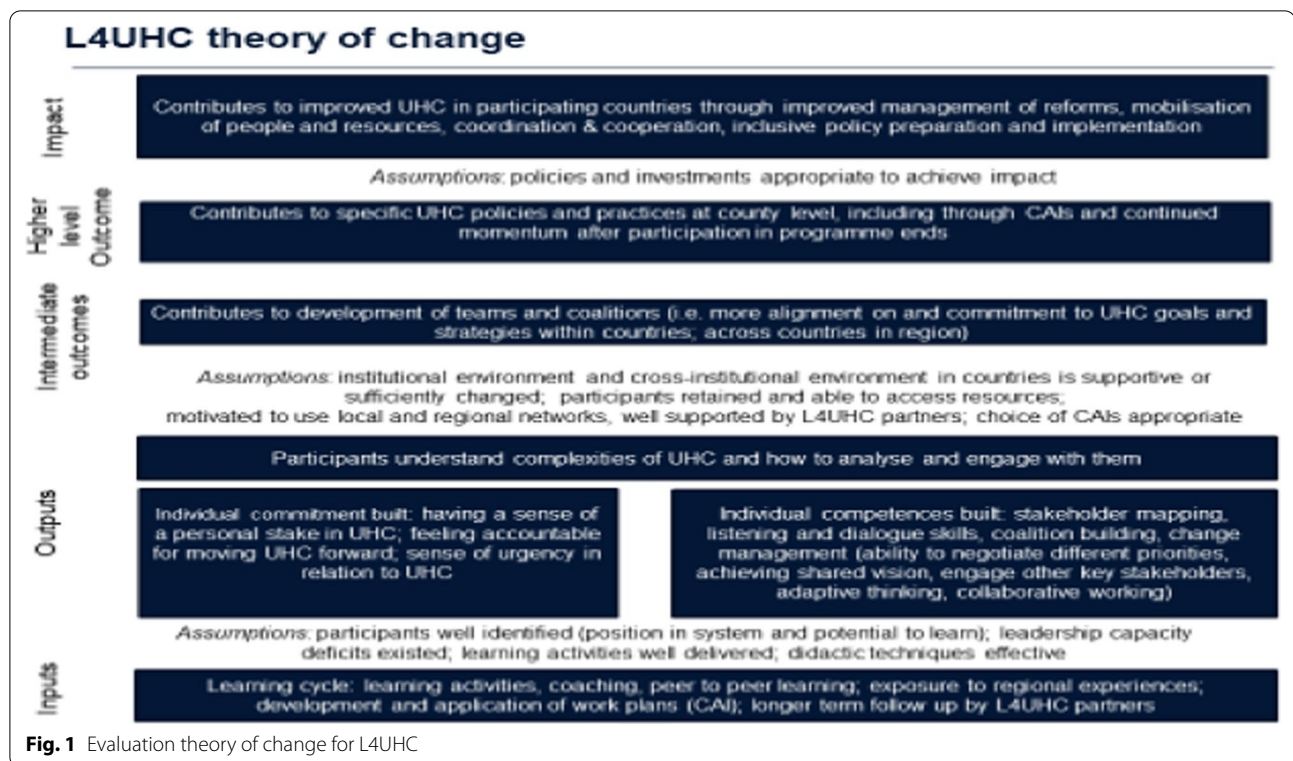 L4UHC theory of change
Impact
Contributes to improved UHC in participating countries through improved management of reforms, mobilisation
of people and resources, coordination & cooperation, inclusive policy preparation and implementation
Assumptions: policies and investments appropriate to achieve impact
Higher
level
Outcome
Contributes to specific UHC policies and practices at county level, including through CAIs and continued
momentum after participation in programme ends
Intermediate
outcomes
Contributes to development of teams and coalitions (i.e. more alignment on and commitment to UHC goals and
strategies within countries; across countries in region)
Assumptions: institutional environment and cross-institutional environment in countries is supportive or
sufficiently changed; participants retained and able to access resources;
motivated to use local and regional networks, well supported by L4UHC partners; choice of CAIs appropriate
Outputs
Participants understand complexities of UHC and how to analyse and engage with them
Individual commitment built: having a sense of
a personal stake in UHC; feeling accountable
for moving UHC forward; sense of urgency in
relation to UHC
Individual competences built: stakeholder mapping,
listening and dialogue skills, coalition building, change
management (ability to negotiate different priorities,
achieving shared vision, engage other key stakeholders,
adaptive thinking, collaborative working)
Assumptions: participants well identified (position in system and potential to learn); leadership capacity
deficits existed; learning activities well delivered; didactic techniques effective
Inputs
Learning cycle: learning activities, coaching, peer to peer learning; exposure to regional experiences;
development and application of work plans (CAI); longer term follow up by L4UHC partners
Fig. 1 Evaluation theory of change for L4UHC